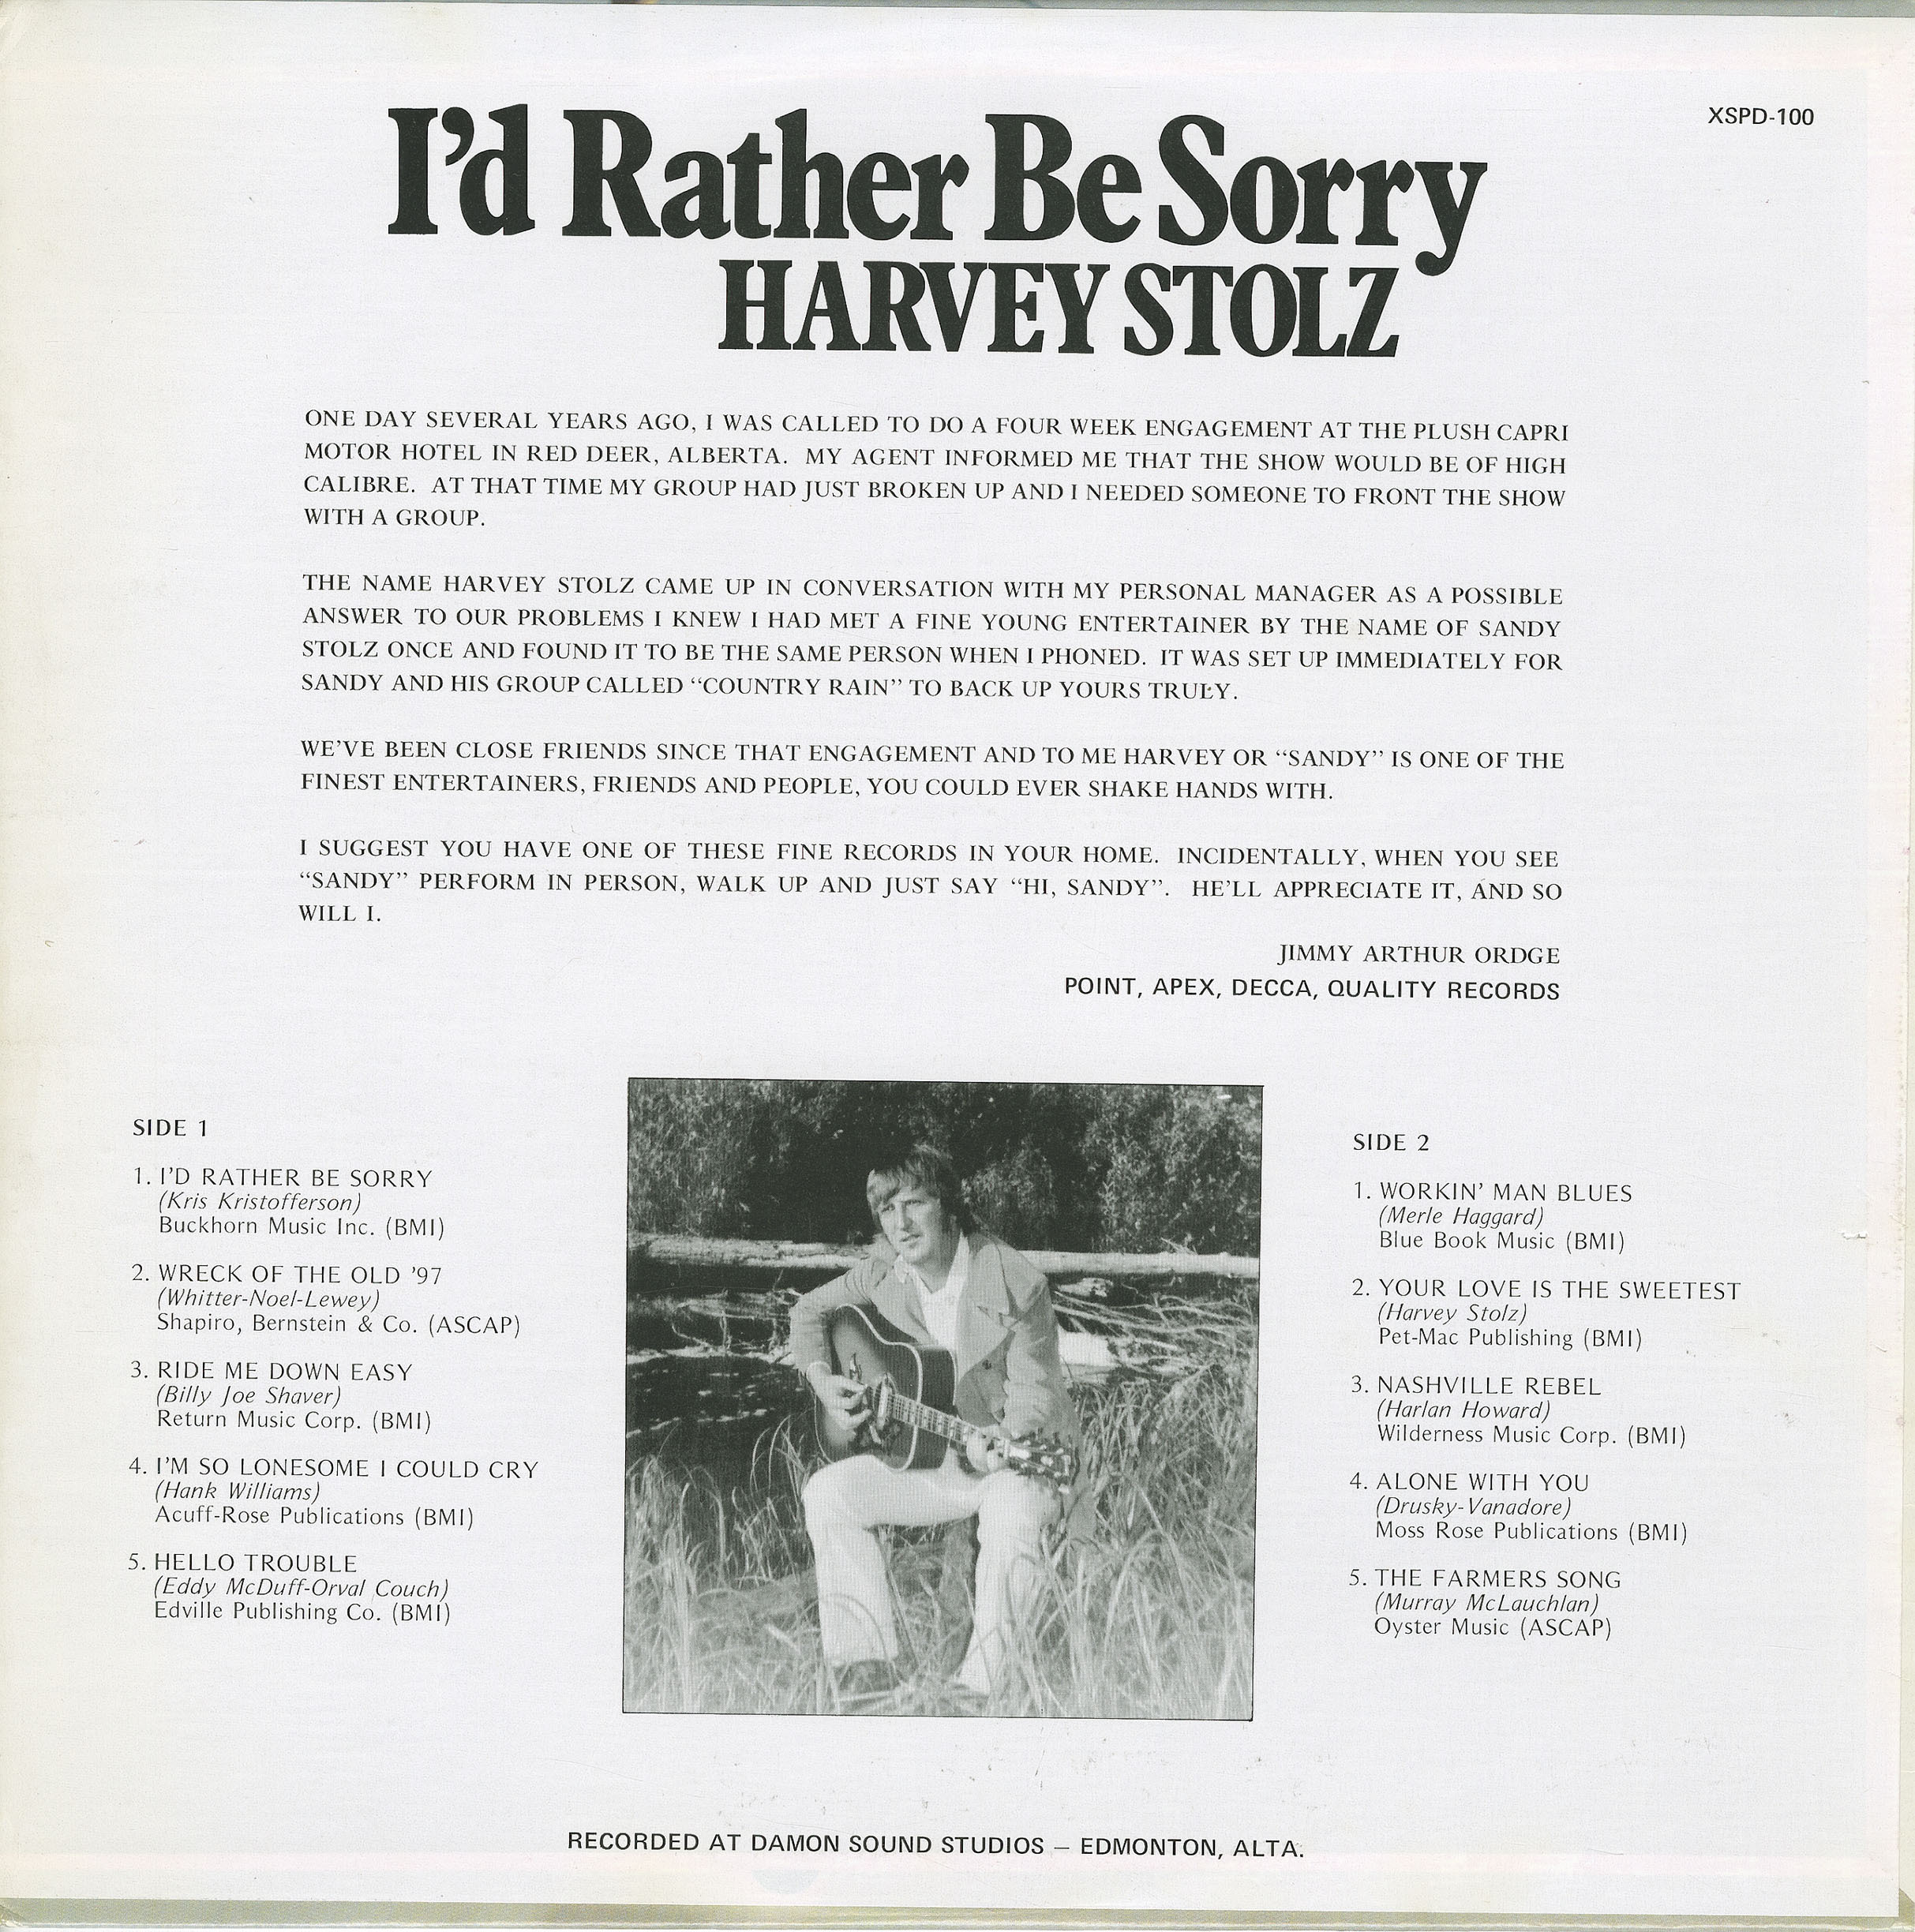 XSPD-100
I'd Rather Be Sorry
HARVEY STOLZ
ONE DAY SEVERAL YEARS AGO, I WAS CALLED TO DO A FOUR WEEK ENGAGEMENT AT THE PLUSH CAPRI
MOTOR HOTEL IN RED DEER, ALBERTA. MY AGENT INFORMED ME THAT THE SHOW WOULD BE OF HIGH
CALIBRE. AT THAT TIME MY GROUP HAD JUST BROKEN UP AND I NEEDED SOMEONE TO FRONT THE SHOW
WITH A GROUP.
THE NAME HARVEY STOLZ CAME UP IN CONVERSATION WITH MY PERSONAL MANAGER AS A POSSIBLE
ANSWER TO OUR PROBLEMS I KNEW I HAD MET A FINE YOUNG ENTERTAINER BY THE NAME OF SANDY
STOLZ ONCE AND FOUND IT TO BE THE SAME PERSON WHEN I PHONED. IT WAS SET UP IMMEDIATELY FOR
SANDY AND HIS GROUP CALLED “COUNTRY RAIN” TO BACK UP YOURS TRULY.
WE'VE BEEN CLOSE FRIENDS SINCE THAT ENGAGEMENT AND TO ME HARVEY OR “SANDY” IS ONE OF THE
FINEST ENTERTAINERS, FRIENDS AND PEOPLE, YOU COULD EVER SHAKE HANDS WITH.
I SUGGEST YOU HAVE ONE OF THESE FINE RECORDS IN YOUR HOME. INCIDENTALLY, WHEN YOU SEE
“SANDY” PERFORM IN PERSON, WALK UP AND JUST SAY “HI, SANDY”. HE'LL APPRECIATE IT, AND SO
WILL I.
JIMMY ARTHUR ORDGE
POINT, APEX, DECCA, QUALITY RECORDS
SIDE 1
1. I'D RATHER BE SORRY
(Kris Kristofferson)
Buckhorn Music Inc. (BMI)
2. WRECK OF THE OLD '97
(Whitter-Noel-Lewey)
Shapiro, Bernstein & Co. (ASCAP)
3. RIDE ME DOWN EASY
(Billy Joe Shaver)
Return Music Corp. (BMI)
4. I'M SO LONESOME I COULD CRY
(Hank Williams)
Acuff-Rose Publications (BMI)
5. HELLO TROUBLE
(Eddy McDuff-Orval Couch)
Edville Publishing Co. (BMI)
SIDE 2
1. WORKIN' MAN BLUES
(Merle Haggard)
Blue Book Music (BMI)
2. YOUR LOVE IS THE SWEETEST
(Harvey Stolz)
Pet-Mac Publishing (BMI)
3. NASHVILLE REBEL
(Harlan Howard)
Wilderness Music Corp. (BMI)
4. ALONE WITH YOU
(Drusky-Vanadore)
Moss Rose Publications (BMI)
5. THE FARMERS SONG
(Murray McLauchlan)
Oyster Music (ASCAP)
RECORDED AT DAMON SOUND STUDIOS — EDMONTON, ALTA.